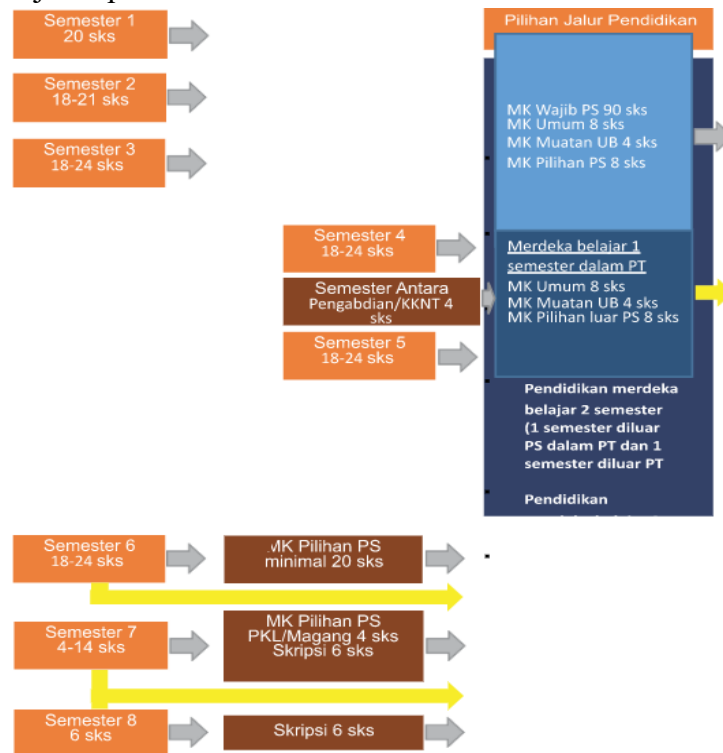 Semester 1
20 sks
Semester 2
18-21 sks
Semester 3
18-24 sks
Semester 4
18-24 sks
Semester Antara
Pengabdian/KKNT 4
sks
Semester 5
18-24 sks
Pilihan Jalur Pendidikan
MK Wajib PS 90 sks
MK Umum 8 sks
MK Muatan UB 4 sks
MK Pilihan PS 8 sks
Merdeka belajar 1
semester dalam PT
MK Umum 8 sks
MK Muatan UB 4 sks
MK Pilihan luar PS 8 sks
Pendidikan merdeka
belajar 2 semester
(1 semester diluar
PS dalam PT dan 1
semester diluar PT
Pendidikan
Semester 6
18-24 sks
MK Pilihan PS
minimal 20 sks
Semester 7
4-14 sks
MK Pilihan PS
PKL/Magang 4 sks
Skripsi 6 sks
Semester 8
6 sks
Skripsi 6 sks